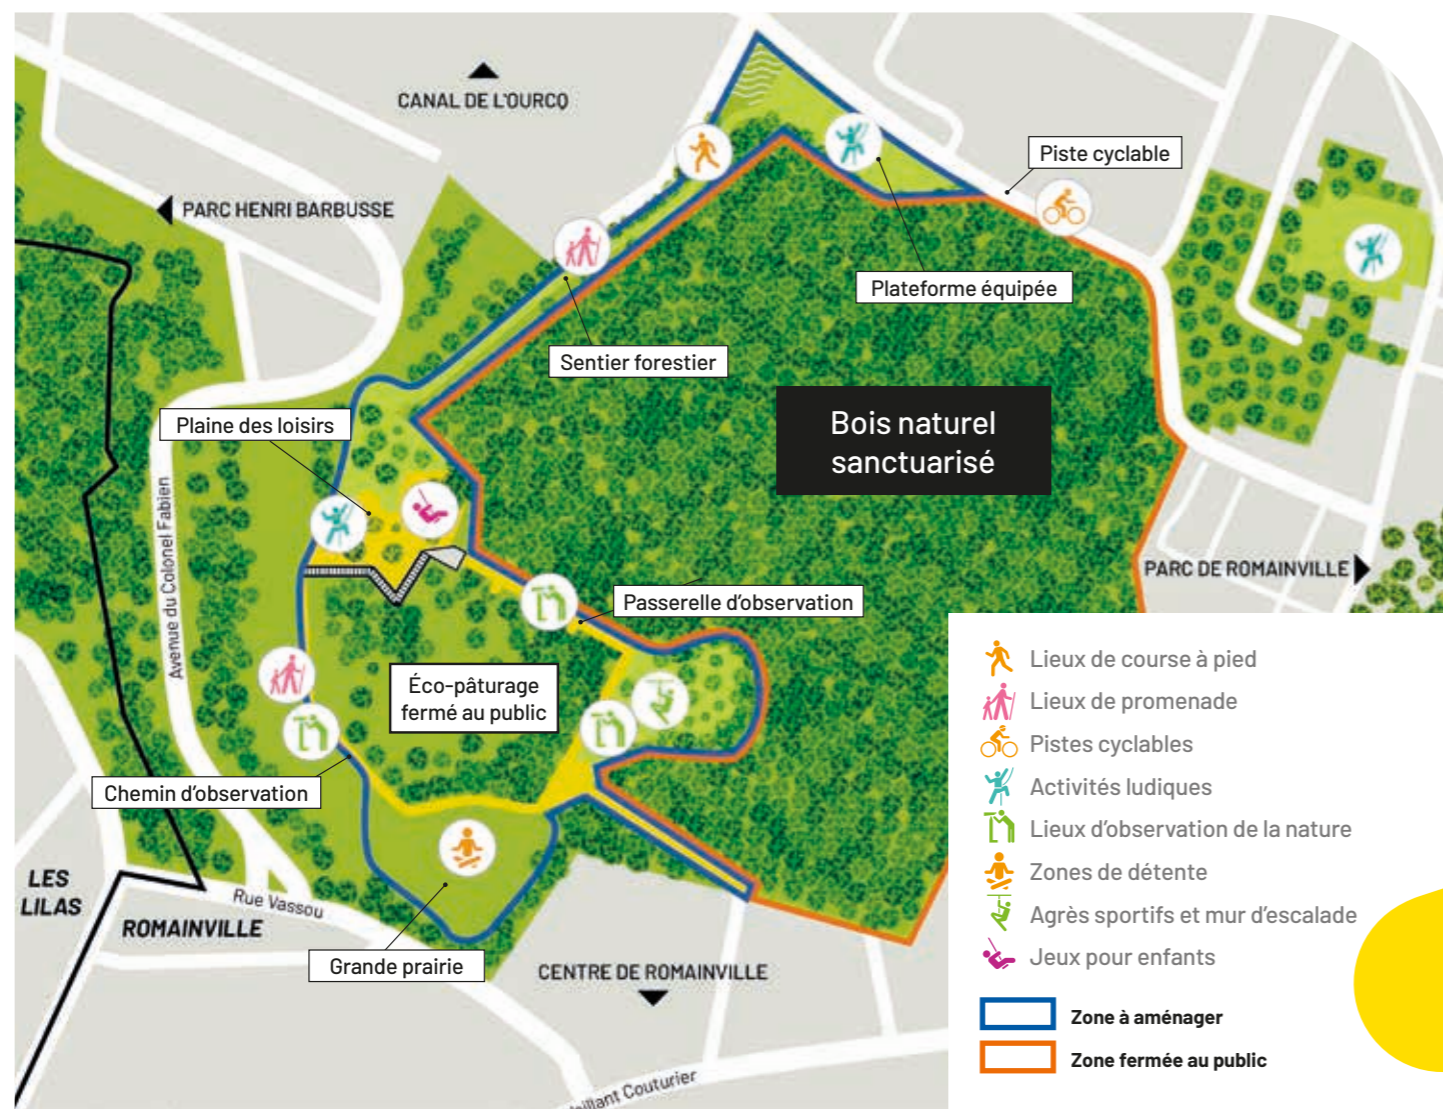 CANAL DE L'OURCQ
Piste cyclable
PARC HENRI BARBUSSE
Plateforme équipée
Sentier forestier
Plaine des loisirs
Bois naturel
sanctuarisé
Avenue du Colonel Fabien
PARC DE ROMAINVILLE
Passerelle d'observation
Éco-pâturage
fermé au public
Chemin d'observation
LES
LILAS
Rue Vassou
ROMAINVILLE
Grande prairie
CENTRE DE ROMAINVILLE
Couturier
Lieux de course à pied
Lieux de promenade
Pistes cyclables
Activités ludiques
Lieux d'observation de la nature
Zones de détente
Agrès sportifs et mur d'escalade
Jeux pour enfants
Zone à aménager
Zone fermée au public